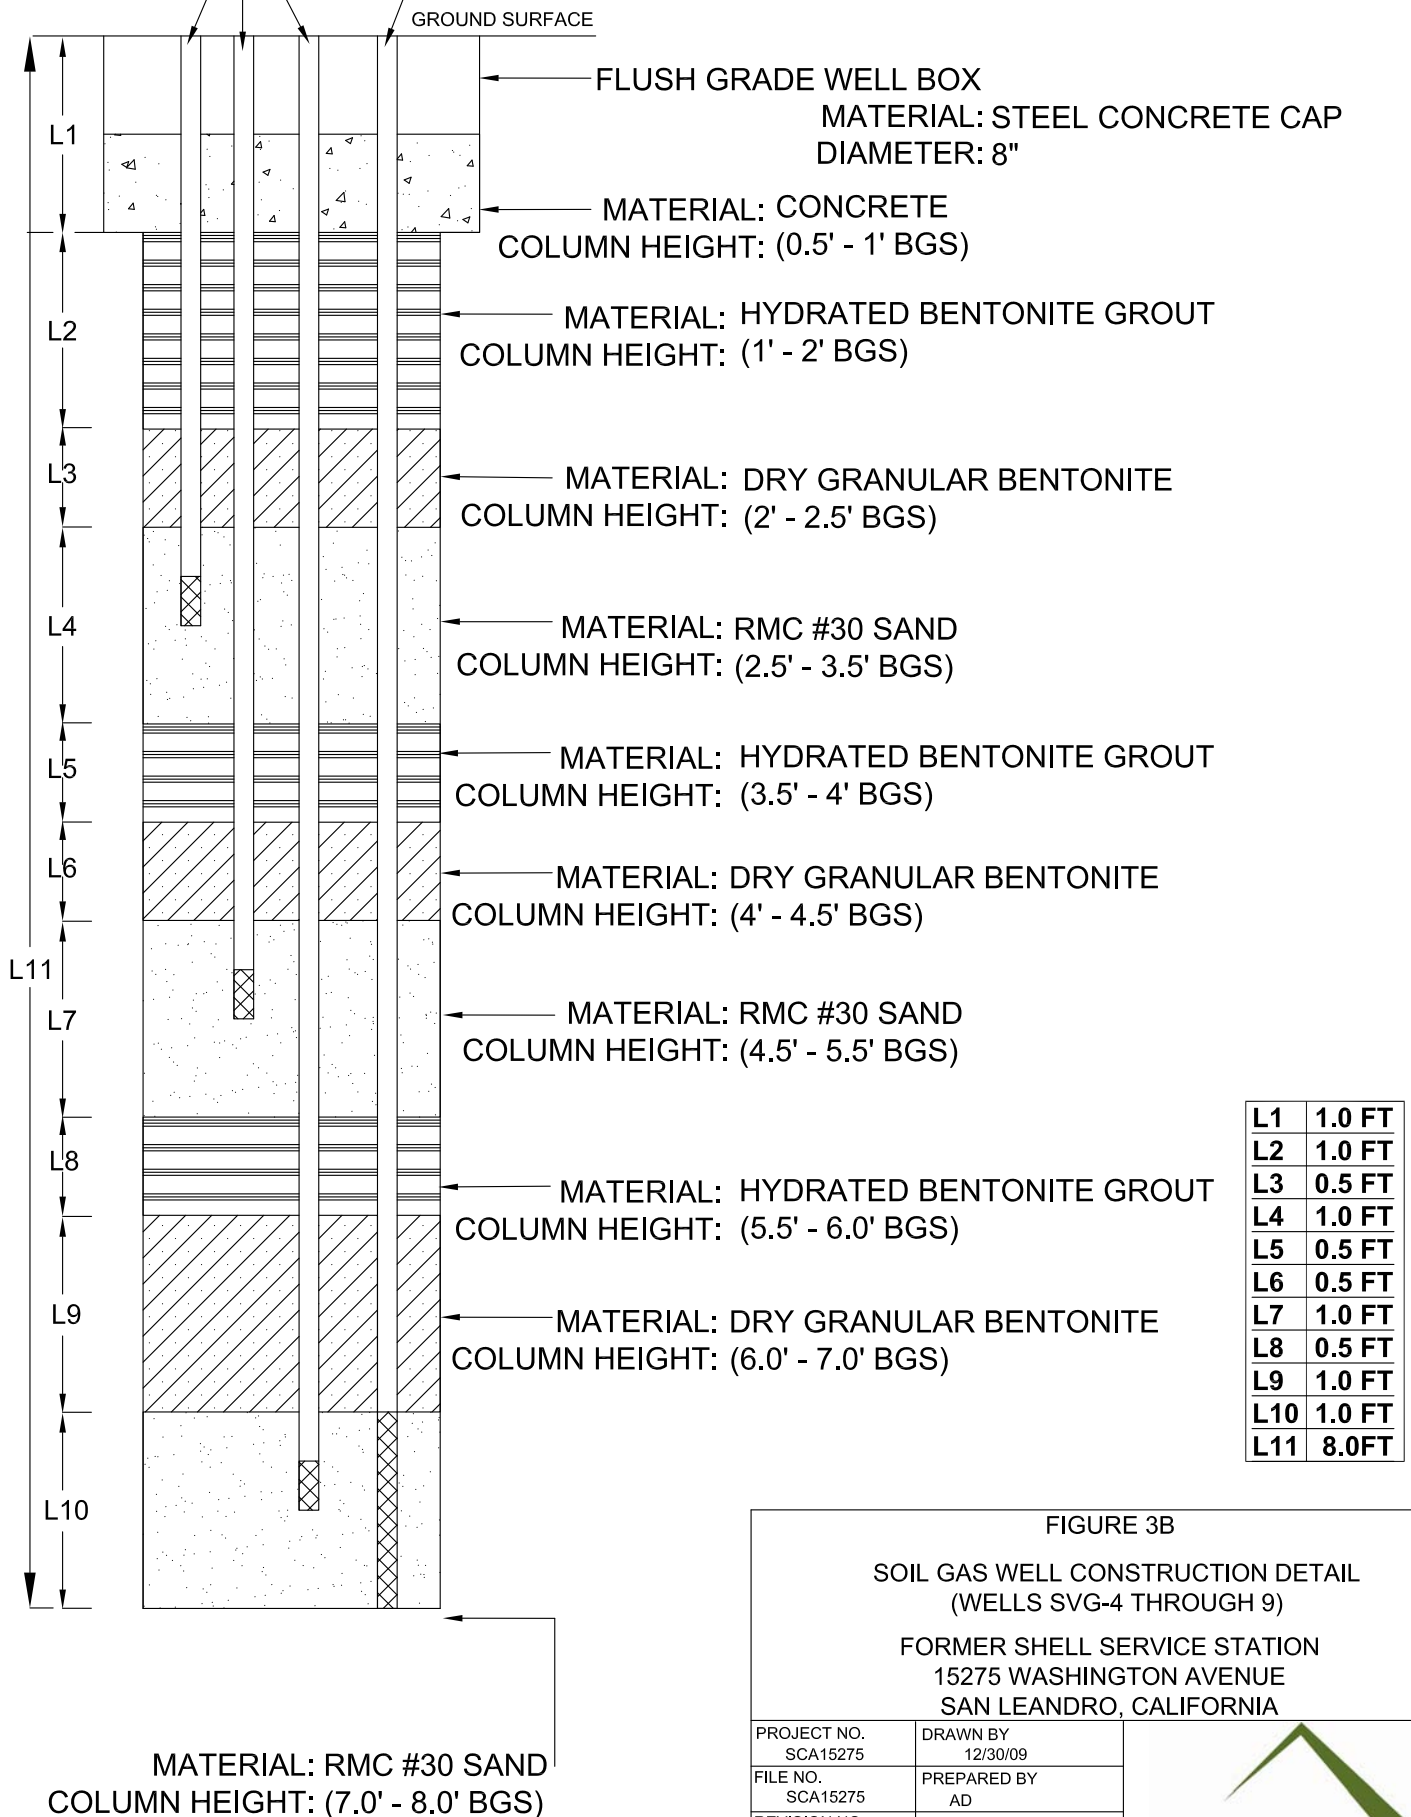 GROUND SURFACE
FLUSH GRADE WELL BOX
MATERIAL: STEEL CONCRETE CAP
DIAMETER: 8"
L1
MATERIAL: CONCRETE
COLUMN HEIGHT: (0.5' - 1' BGS)
L2
MATERIAL: HYDRATED BENTONITE GROUT
COLUMN HEIGHT: (1' - 2' BGS)
L3
MATERIAL: DRY GRANULAR BENTONITE
COLUMN HEIGHT: (2' - 2.5' BGS)
L4
MATERIAL: RMC #30 SAND
COLUMN HEIGHT: (2.5' - 3.5' BGS)
L5
MATERIAL: HYDRATED BENTONITE GROUT
COLUMN HEIGHT: (3.5' - 4' BGS)
L6
MATERIAL: DRY GRANULAR BENTONITE
COLUMN HEIGHT: (4' - 4.5' BGS)
L11
L7
MATERIAL: RMC #30 SAND
COLUMN HEIGHT: (4.5' - 5.5' BGS)
L8
MATERIAL: HYDRATED BENTONITE GROUT
COLUMN HEIGHT: (5.5' - 6.0' BGS)
L9
MATERIAL: DRY GRANULAR BENTONITE
COLUMN HEIGHT: (6.0' - 7.0' BGS)
L10
MATERIAL: RMC #30 SAND
COLUMN HEIGHT: (7.0' - 8.0' BGS)
L1 1.0 FT
L2 1.0 FT
L3 0.5 FT
L4 1.0 FT
L5 0.5 FT
L6 0.5 FT
L7 1.0 FT
L8 0.5 FT
L9 1.0 FT
L10 1.0 FT
L11 8.0FT
FIGURE 3B
SOIL GAS WELL CONSTRUCTION DETAIL
(WELLS SVG-4 THROUGH 9)
FORMER SHELL SERVICE STATION
15275 WASHINGTON AVENUE
SAN LEANDRO, CALIFORNIA
PROJECT NO.
SCA15275
DRAWN BY
12/30/09
FILE NO.
SCA15275
PREPARED BY
AD